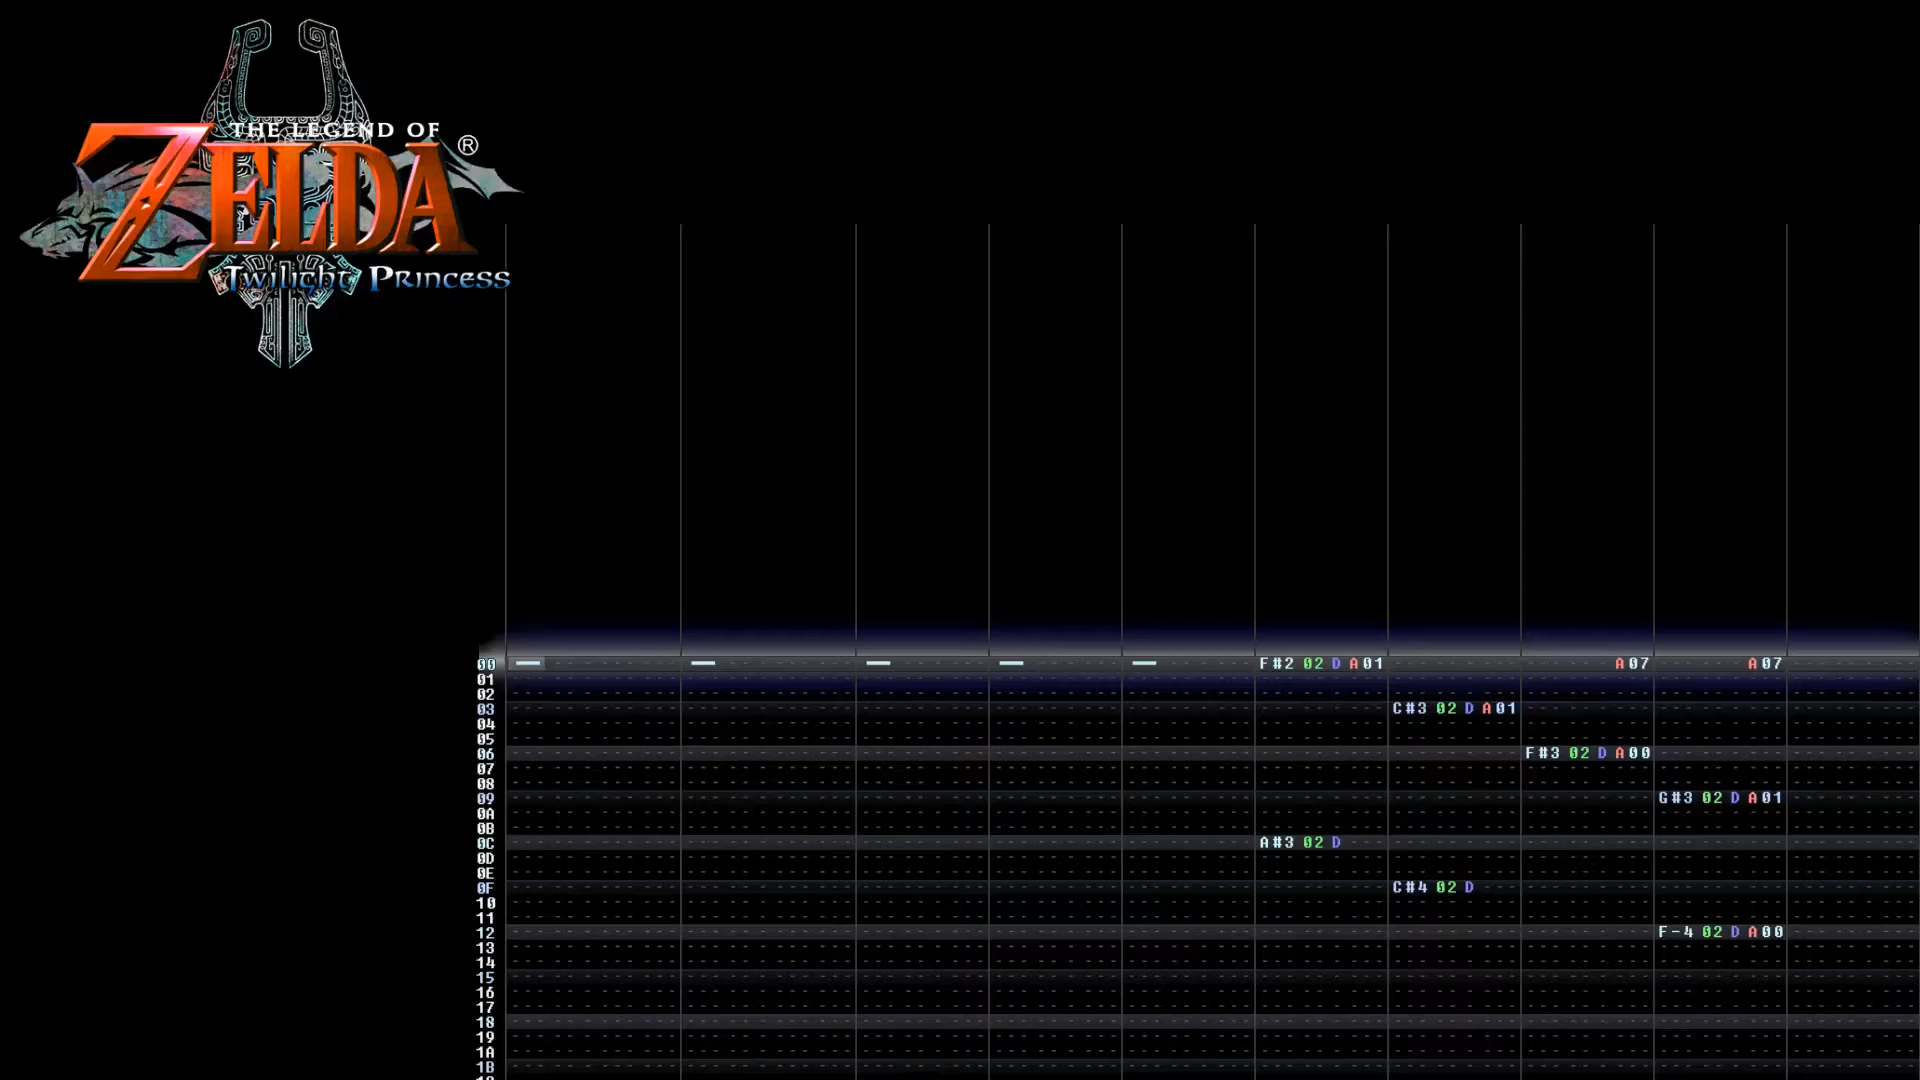 THE LEGEND OF
ZELDA®
Twilight Princess
00 F#2 02 D A01 A07 A07
01
02
03 C#3 02 D A01
04
05
06 F#3 02 D A00
07
08
09 G#3 02 D A01
0A
0B
0C A#3 02 D
0D
0E
0F C#4 02 D
10
11
12 F-4 02 D A00
13
14
15
16
17
18
19
1A
1B